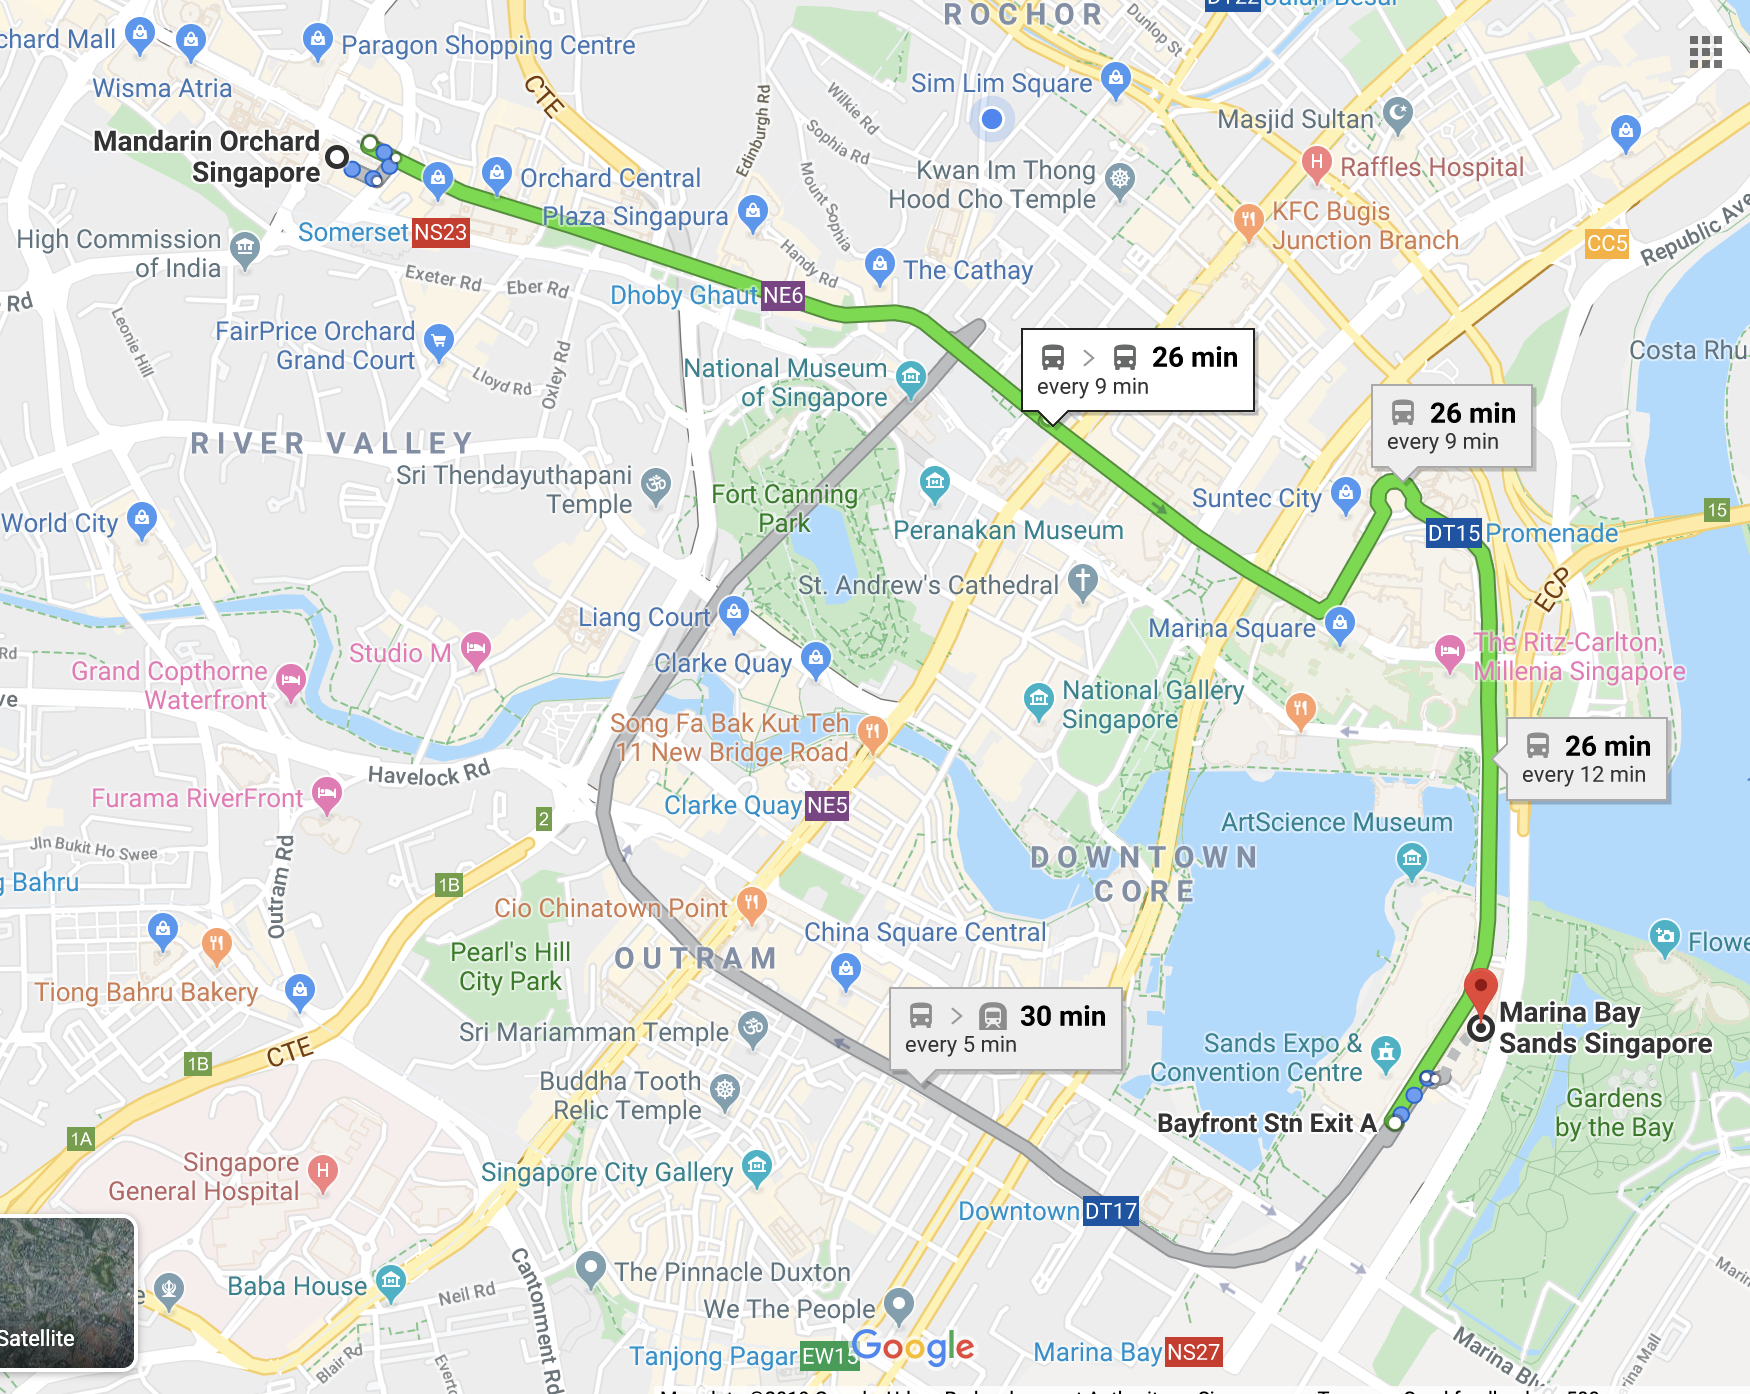 ROCHOR
DT22
Jalan Besar
Dunlop St
chard Mall
Paragon Shopping Centre
CTE
Wisma Atria
Sim Lim Square
Edinburgh Rd
Wilkie Rd
Sophia Rd
Masjid Sultan
Mandarin Orchard
Singapore
Kwan Im Thong
Hood Cho Temple
Raffles Hospital
Orchard Central
Plaza Singapura
Mount Sophia
KFC Bugis
Junction Branch
Republic Ave
CC5
Somerset NS23
High Commission
of India
Handy Rd
The Cathay
Exeter Rd
Eber Rd
Dhoby Ghaut NE6
Rd
Leonie Hill
FairPrice Orchard
Grand Court
Lloyd Rd
Oxley Rd
National Museum
of Singapore
26 min
every 9 min
Costa Rhu
26 min
every 9 min
RIVER VALLEY
Sri Thendayuthapani
Temple
Fort Canning
Park
Peranakan Museum
Suntec City
15
World City
DT15 Promenade
ECP
St. Andrew's Cathedral
Liang Court
Marina Square
Rd
Studio M
Clarke Quay
The Ritz-Carlton,
Millenia Singapore
Grand Copthorne
Waterfront
ve
National Gallery
Singapore
Song Fa Bak Kut Teh
11 New Bridge Road
26 min
every 12 min
Havelock Rd
Furama RiverFront
Clarke Quay NE5
2
ArtScience Museum
Jln Bukit Ho Swee
DOWNTOWN
CORE
g Bahru
Outram Rd
1B
Cio Chinatown Point
China Square Central
Flowe
Pearl's Hill
City Park
OUTRAM
Tiong Bahru Bakery
30 min
every 5 min
Marina Bay
Sands Singapore
Sri Mariamman Temple
1B
CTE
Sands Expo &
Convention Centre
Buddha Tooth
Relic Temple
Gardens
by the Bay
Bayfront Stn Exit A
1A
Singapore
General Hospital
Singapore City Gallery
Downtown DT17
Cantonment Rd
The Pinnacle Duxton
Baba House
Neil Rd
We The People
Satellite
Blair Rd
Everto
Tanjong Pagar EW15
Google
Marina Bay NS27
Marina Blv
rina Mall
Marin